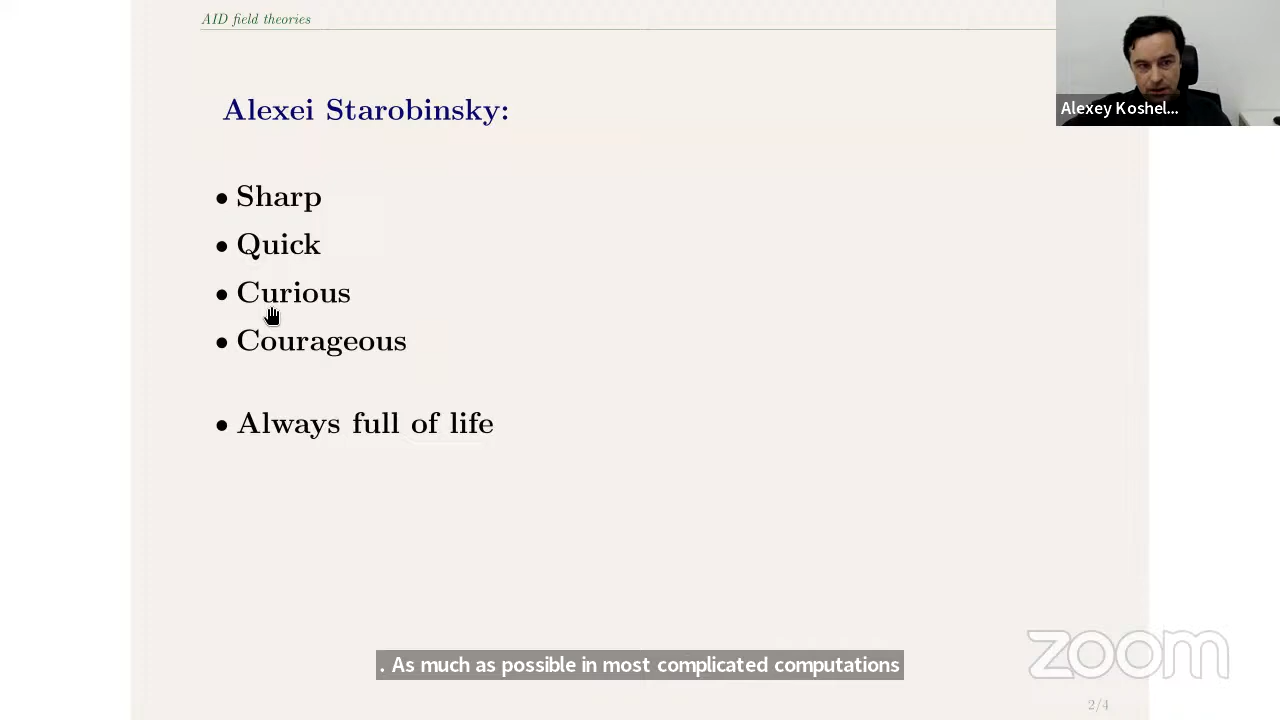 AID field theories
Alexey Koshel...
Alexei Starobinsky:
• Sharp
• Quick
• Curious
• Courageous
• Always full of life
. As much as possible in most complicated computations
zoom
2/4